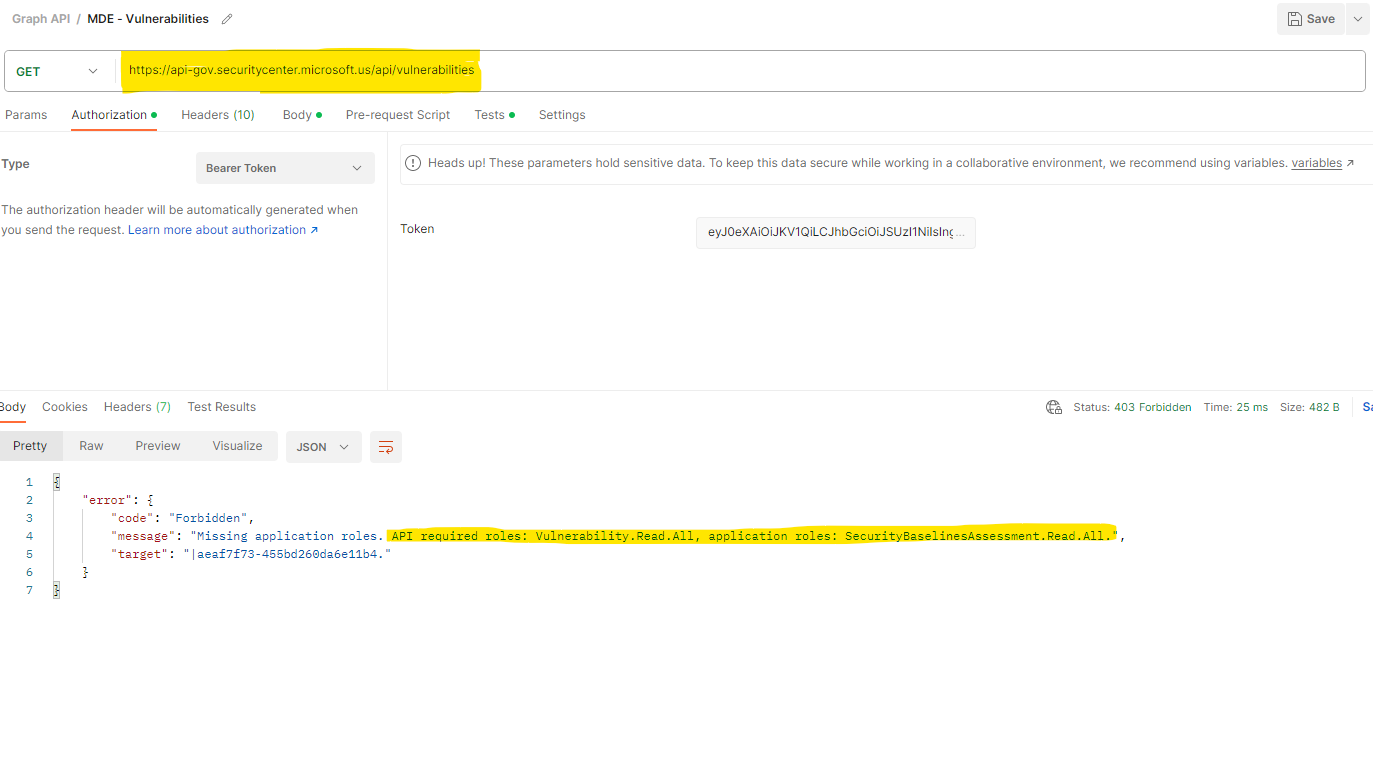 Graph API / MDE - Vulnerabilities
Save
GET
https://api-gov.securitycenter.microsoft.us/api/vulnerabilities
Params Authorization Headers (10) Body Pre-request Script Tests Settings
Type
Bearer Token
Heads up! These parameters hold sensitive data. To keep this data secure while working in a collaborative environment, we recommend using variables. variables ↗
The authorization header will be automatically generated when
you send the request. Learn more about authorization ↗
Token
Body Cookies Headers (7) Test Results
Status: 403 Forbidden Time: 25 ms Size: 482 B
Pretty Raw Preview Visualize JSON
1 {
2 "error": {
3 "code": "Forbidden",
4 "message": "Missing application roles. API required roles: Vulnerability.Read.All, application roles: SecurityBaselinesAssessment.Read.All.",
5 "target": "|aeaf7f73-455bd260da6e11b4."
6 }
7 }